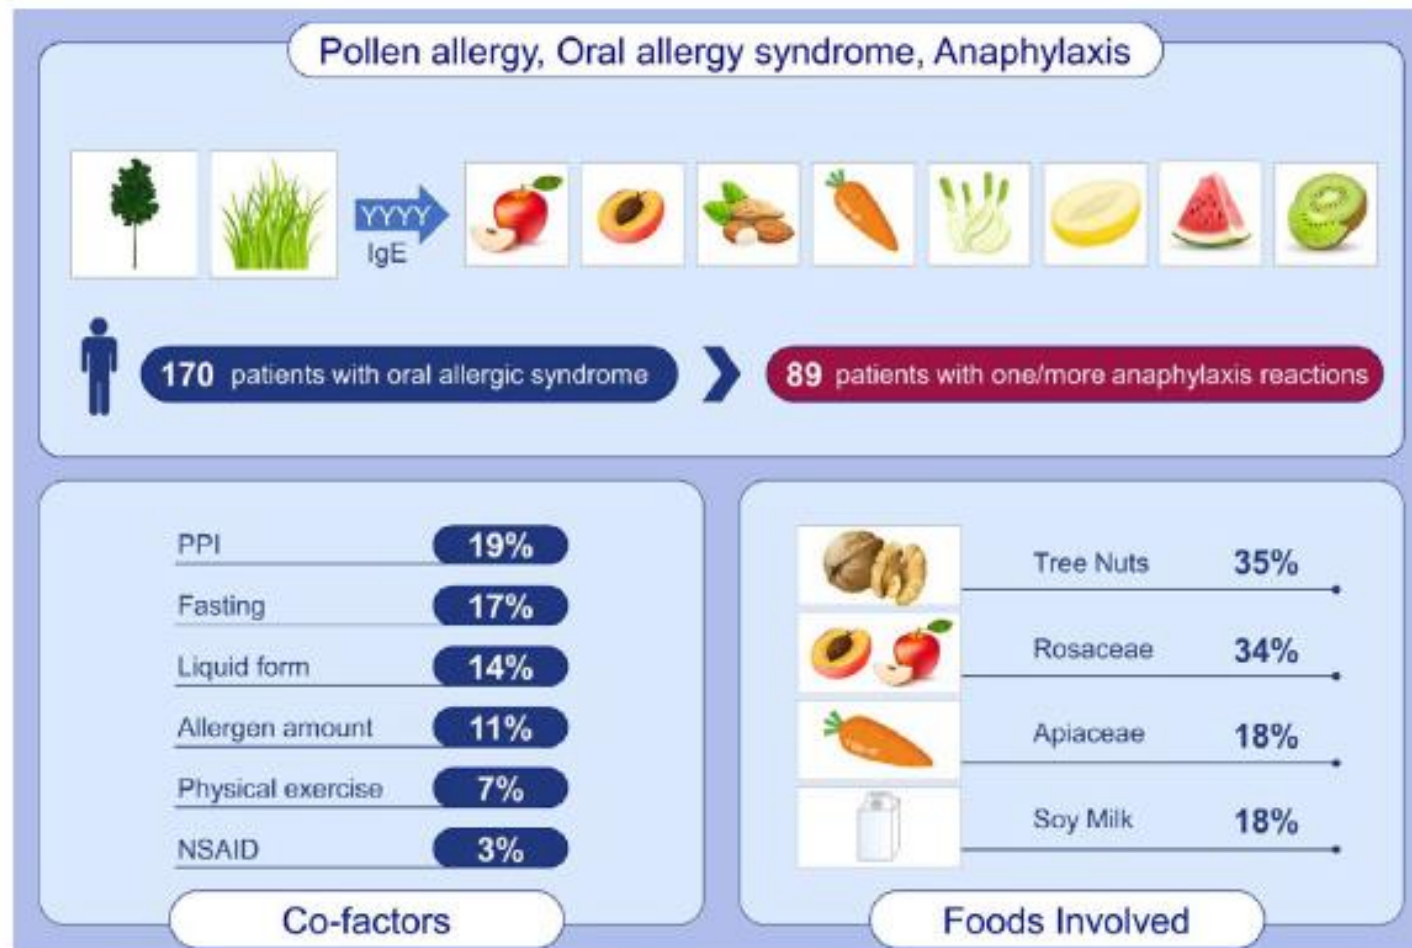 Pollen allergy, Oral allergy syndrome, Anaphylaxis
YYYY
IgE
170 patients with oral allergic syndrome
89 patients with one/more anaphylaxis reactions
PPI 19%
Fasting 17%
Liquid form 14%
Allergen amount 11%
Physical exercise 7%
NSAID 3%
Co-factors
Tree Nuts 35%
Rosaceae 34%
Apiaceae 18%
Soy Milk 18%
Foods Involved